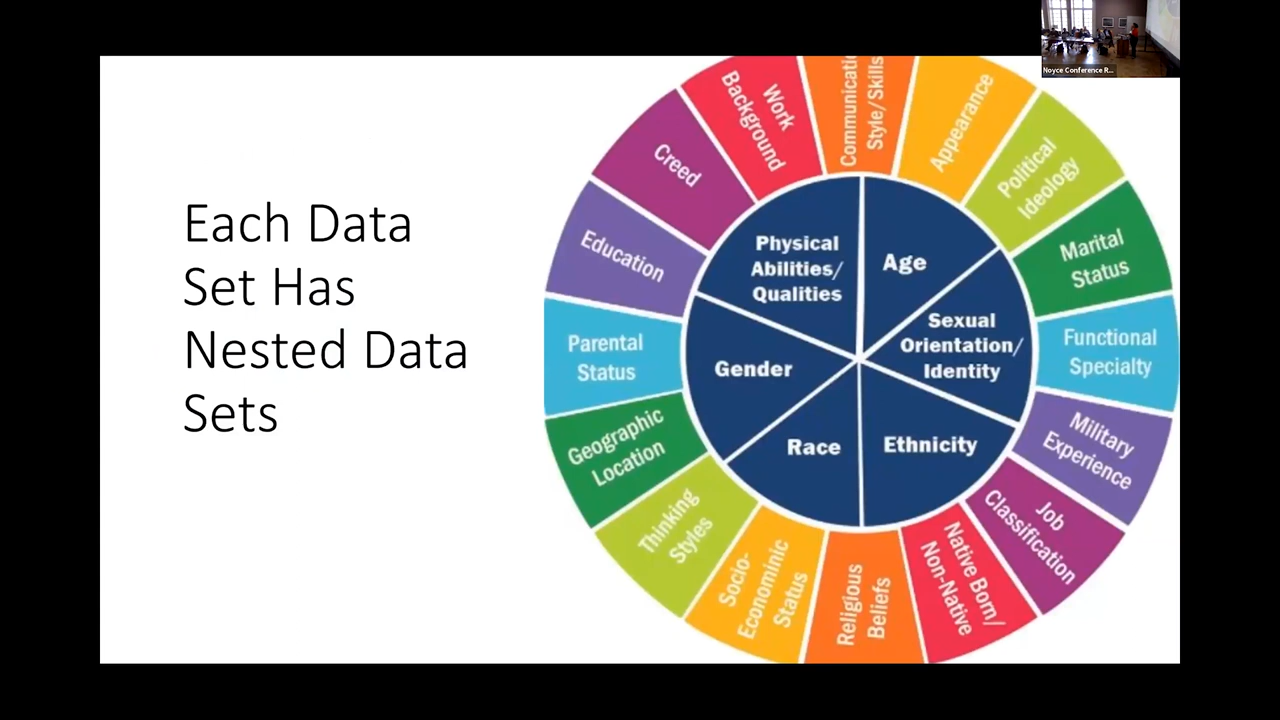 Noyce Conference R...
Each Data
Set Has
Nested Data
Sets
Communicati
Style/Skills
Appearance
Political
Ideology
Marital
Status
Functional
Specialty
Military
Experience
Job
Classification
Native Born/
Non-Native
Religious
Beliefs
Socio-
Econominic
Status
Thinking
Styles
Geographic
Location
Parental
Status
Education
Creed
Work
Background
Physical
Abilities/
Qualities
Age
Sexual
Orientation/
Identity
Ethnicity
Race
Gender